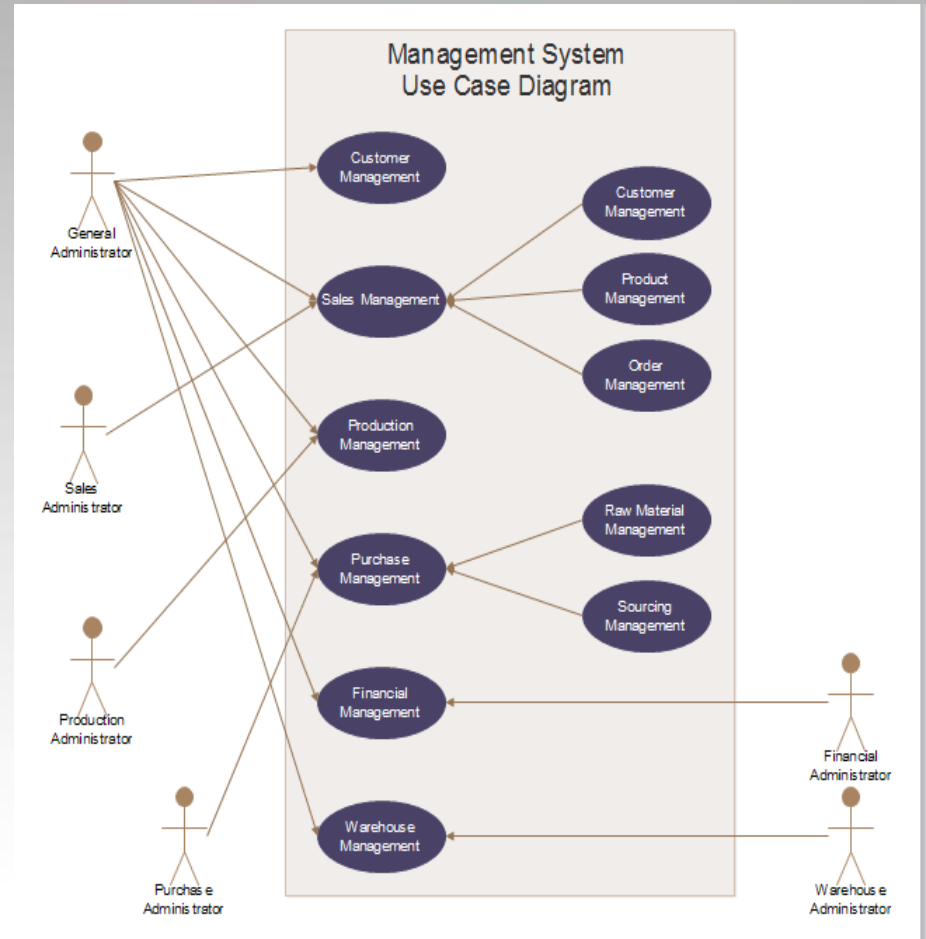 Management System
Use Case Diagram
Customer
Management
Customer
Management
General
Administrator
Product
Management
Sales Management
Order
Management
Production
Management
Sales
Administrator
Raw Material
Management
Purchase
Management
Sourcing
Management
Financial
Management
Production
Administrator
Financial
Administrator
Warehouse
Management
Purchase
Administrator
Warehouse
Administrator